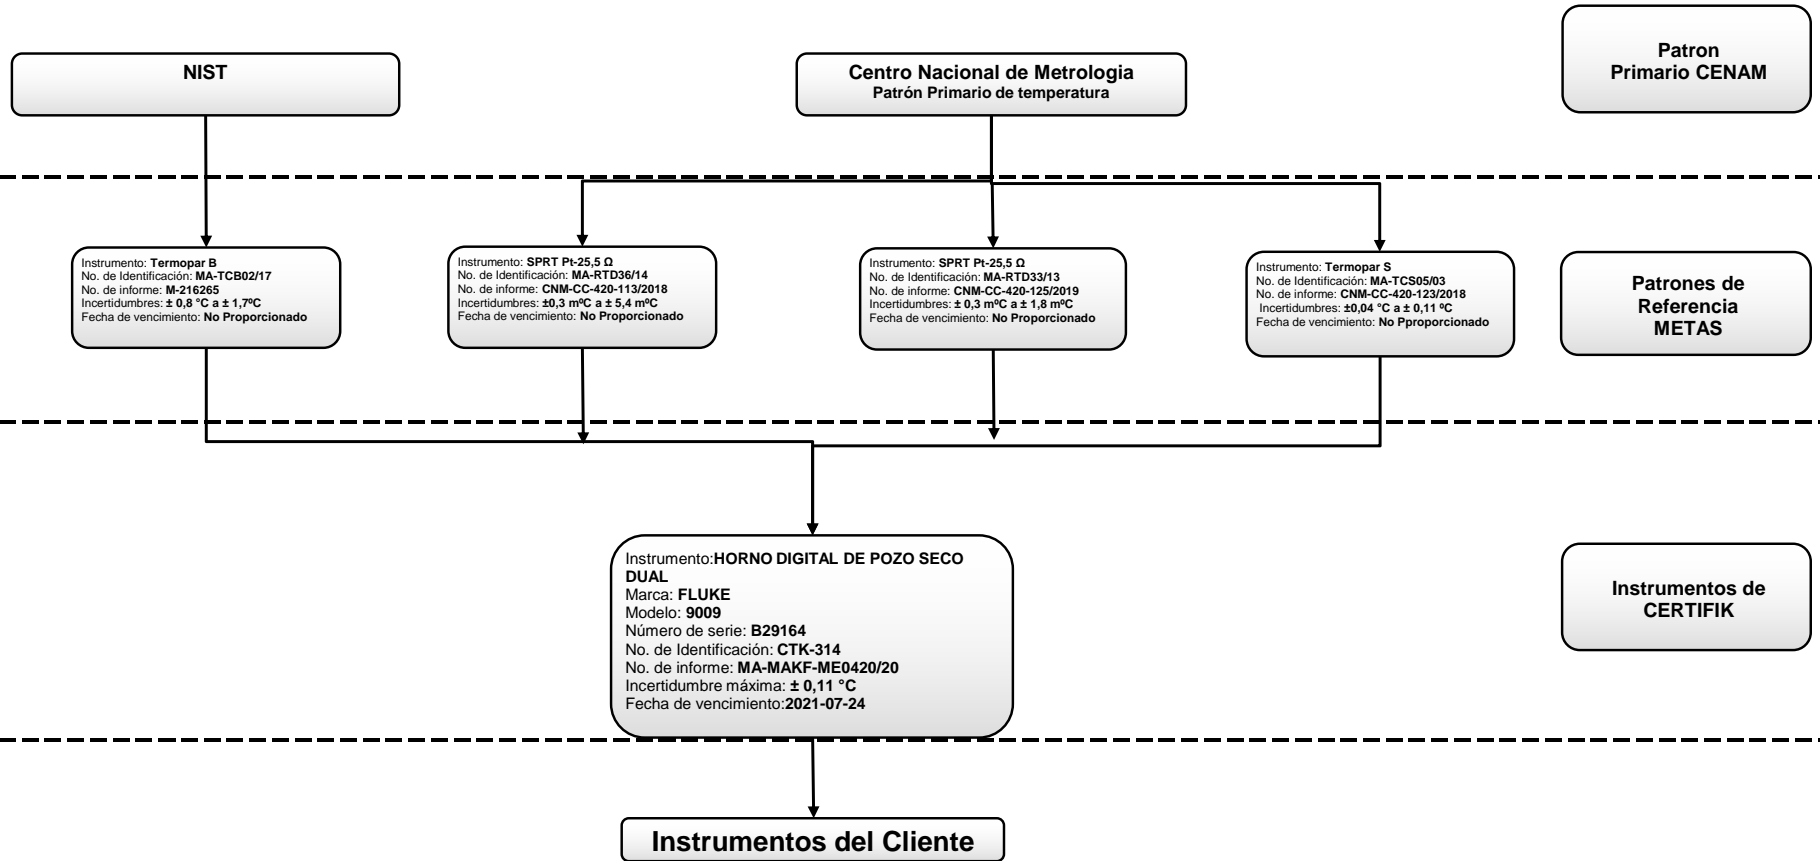 NIST
Centro Nacional de Metrologia
Patrón Primario de temperatura
Patron
Primario CENAM
Instrumento: Termopar B
No. de Identificación: MA-TCB02/17
No. de informe: M-216265
Incertidumbres: ± 0,8 °C a ± 1,7ºC
Fecha de vencimiento: No Proporcionado
Instrumento: SPRT Pt-25,5 Ω
No. de Identificación: MA-RTD36/14
No. de informe: CNM-CC-420-113/2018
Incertidumbres: ±0,3 mºC a ± 5,4 mºC
Fecha de vencimiento: No Proporcionado
Instrumento: SPRT Pt-25,5 Ω
No. de Identificación: MA-RTD33/13
No. de informe: CNM-CC-420-125/2019
Incertidumbres: ± 0,3 mºC a ± 1,8 mºC
Fecha de vencimiento: No Proporcionado
Instrumento: Termopar S
No. de Identificación: MA-TCS05/03
No. de informe: CNM-CC-420-123/2018
Incertidumbres: ±0,04 °C a ± 0,11 ºC
Fecha de vencimiento: No Pproporcionado
Patrones de
Referencia
METAS
Instrumento:HORNO DIGITAL DE POZO SECO
DUAL
Marca: FLUKE
Modelo: 9009
Número de serie: B29164
No. de Identificación: CTK-314
No. de informe: MA-MAKF-ME0420/20
Incertidumbre máxima: ± 0,11 °C
Fecha de vencimiento:2021-07-24
Instrumentos de
CERTIFIK
Instrumentos del Cliente